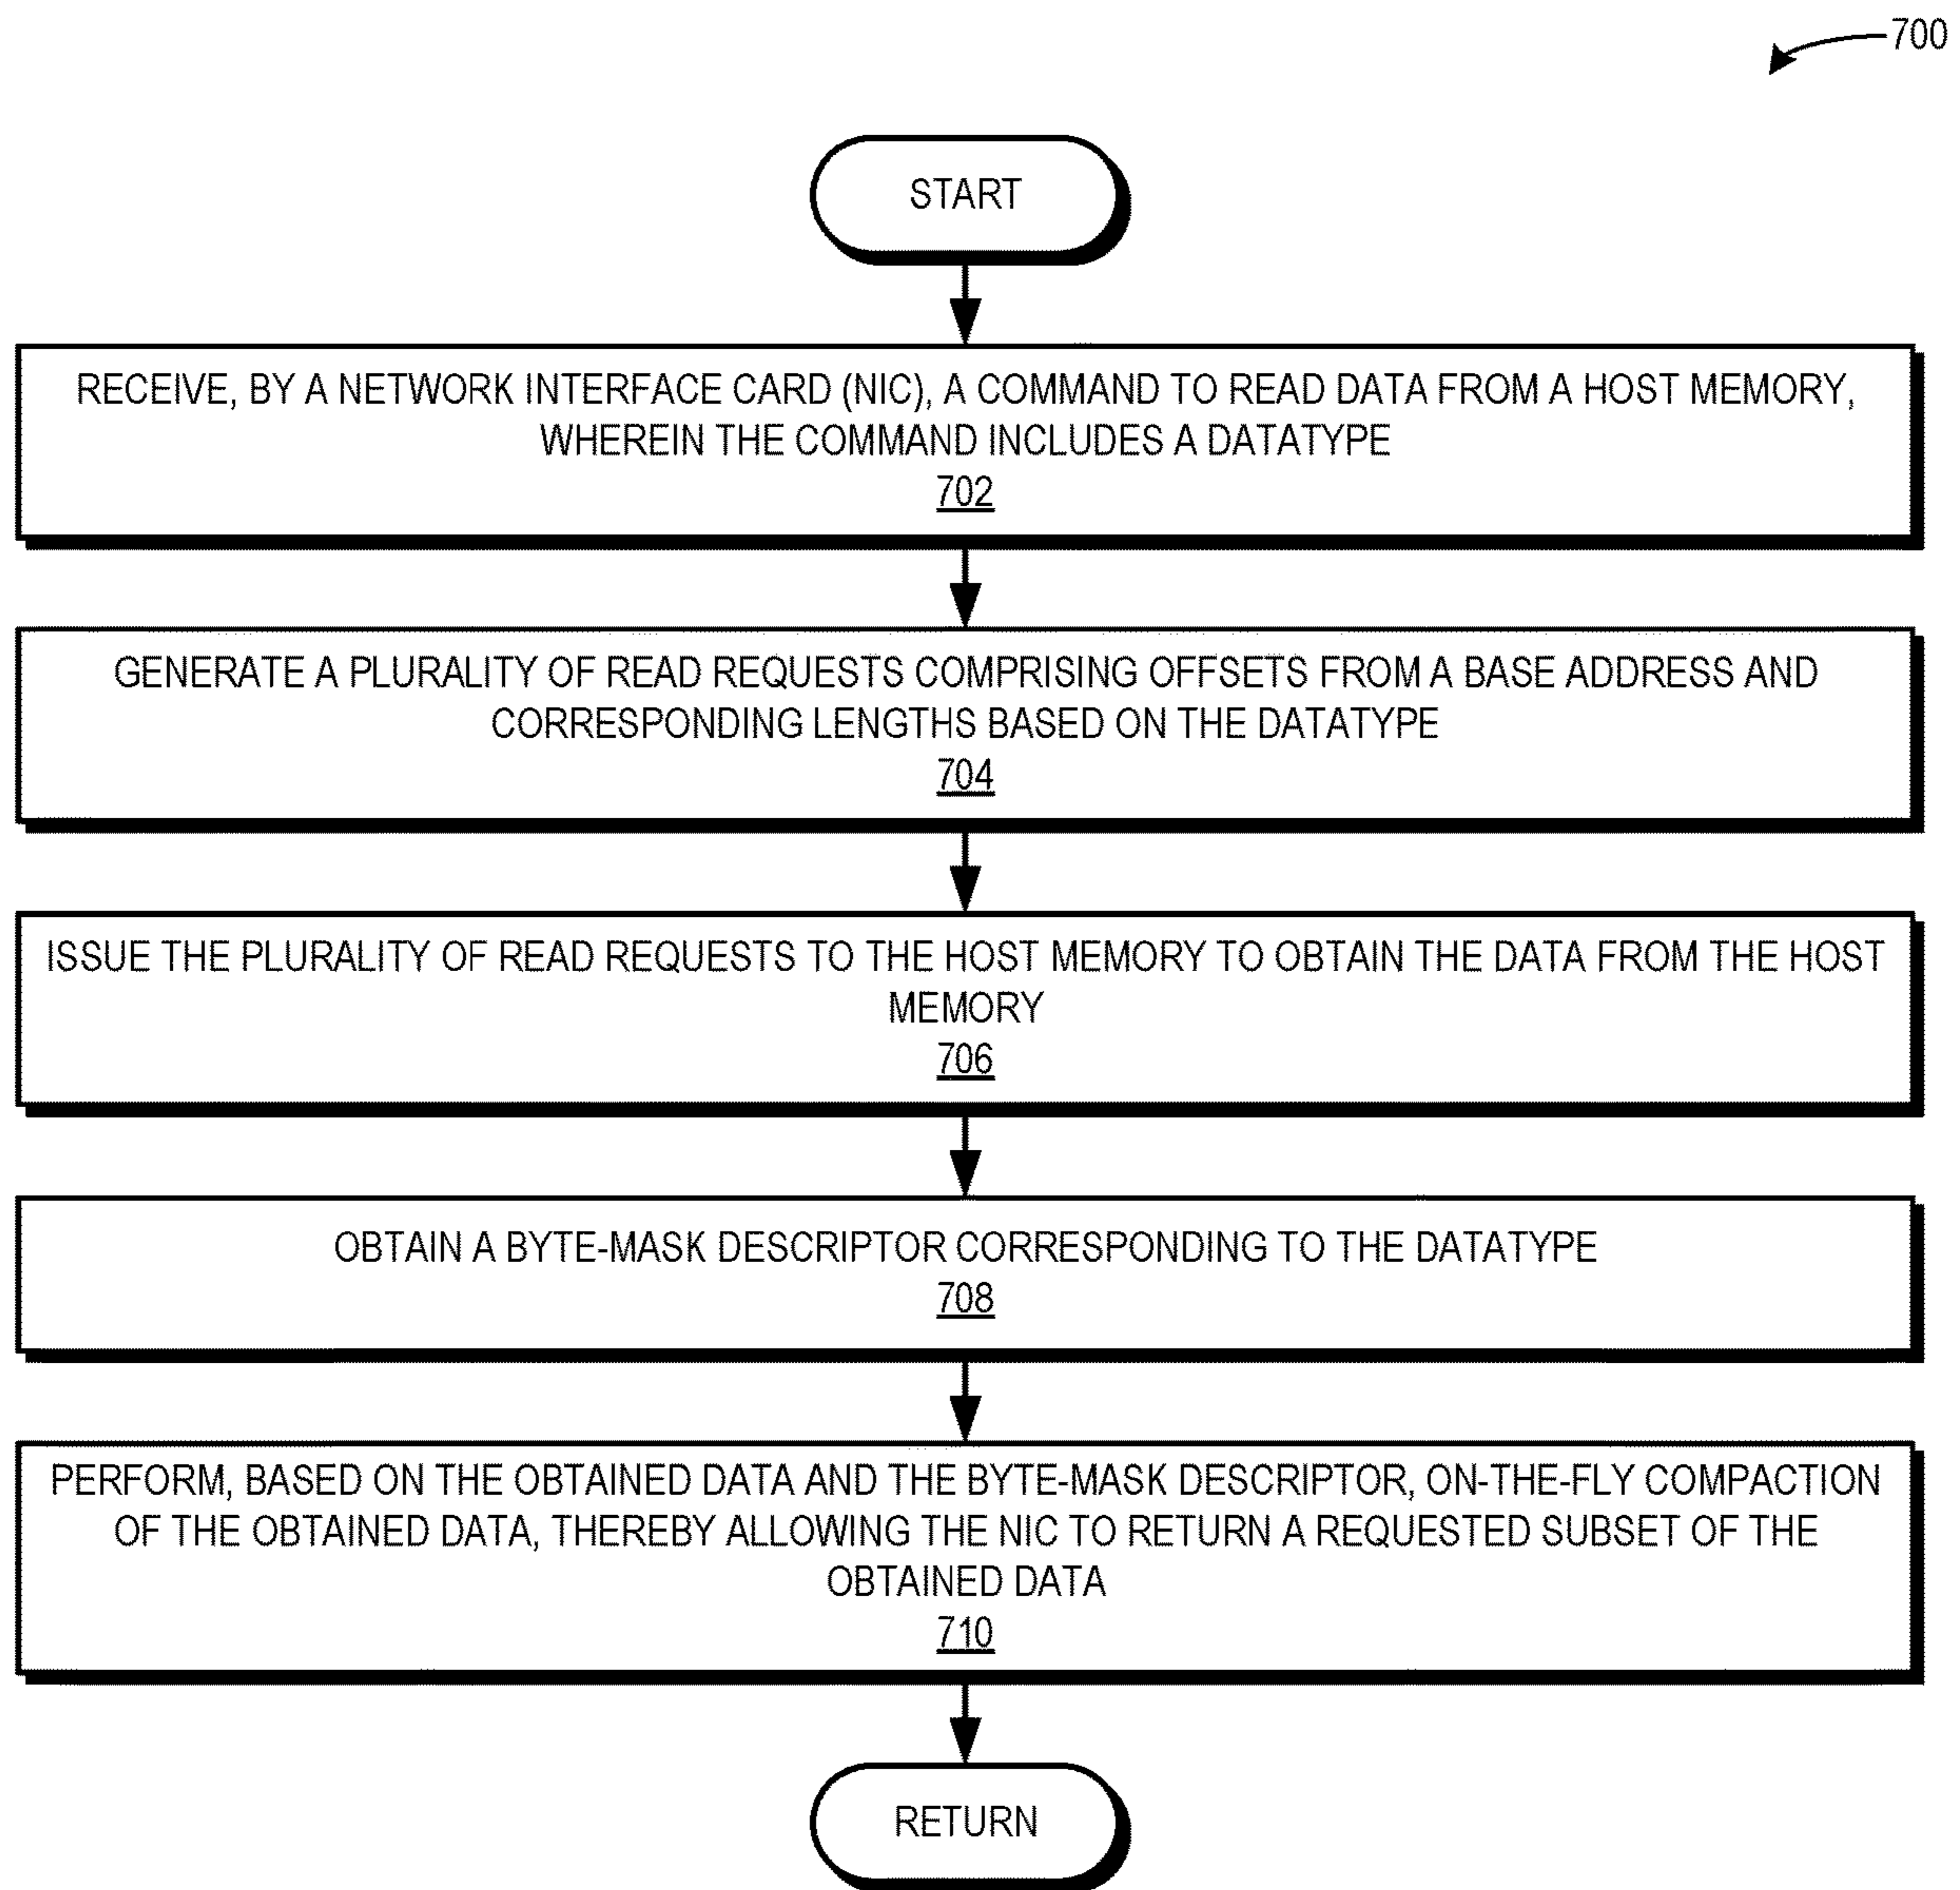 700
START
RECEIVE, BY A NETWORK INTERFACE CARD (NIC), A COMMAND TO READ DATA FROM A HOST MEMORY,
WHEREIN THE COMMAND INCLUDES A DATATYPE
702
GENERATE A PLURALITY OF READ REQUESTS COMPRISING OFFSETS FROM A BASE ADDRESS AND
CORRESPONDING LENGTHS BASED ON THE DATATYPE
704
ISSUE THE PLURALITY OF READ REQUESTS TO THE HOST MEMORY TO OBTAIN THE DATA FROM THE HOST
MEMORY
706
OBTAIN A BYTE-MASK DESCRIPTOR CORRESPONDING TO THE DATATYPE
708
PERFORM, BASED ON THE OBTAINED DATA AND THE BYTE-MASK DESCRIPTOR, ON-THE-FLY COMPACTION
OF THE OBTAINED DATA, THEREBY ALLOWING THE NIC TO RETURN A REQUESTED SUBSET OF THE
OBTAINED DATA
710
RETURN